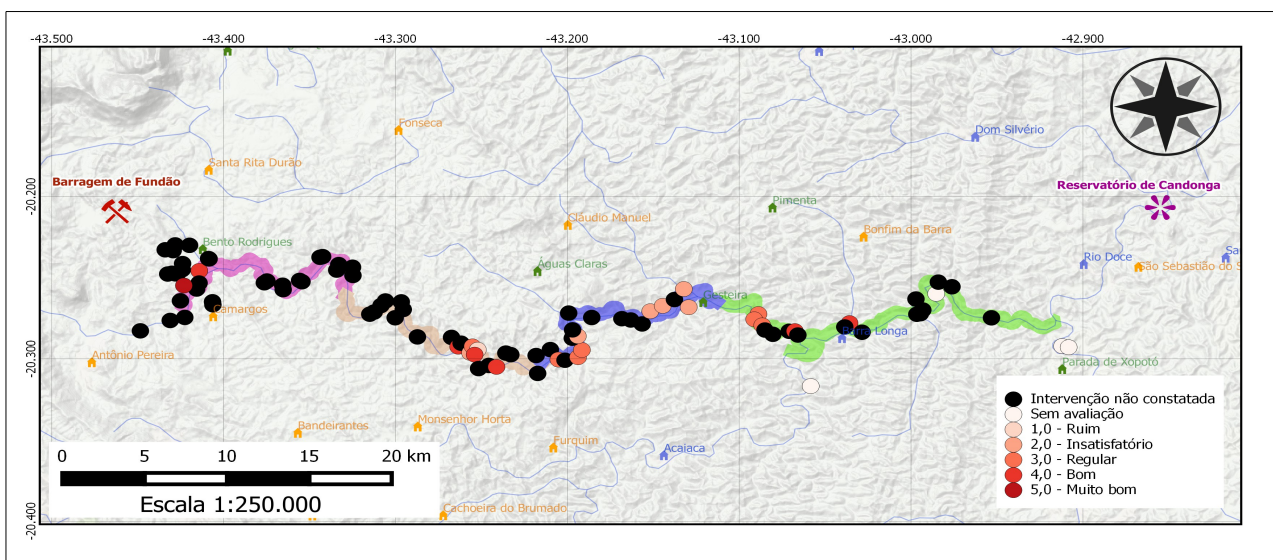 -43.500
-43.400
-43.300
-43.200
-43.100
-43.000
-42.900
-20.200
-20.300
-20.400
Fonseca
Dom Silvério
Santa Rita Durão
Barragem de Fundão
Reservatório de Candonga
Pimenta
Cláudio Manuel
Bonfim da Barra
Bento Rodrigues
Águas Claras
Rio Doce
São Sebastião do S
Sa
Gesteira
Camargos
Barra Longa
Antônio Pereira
Parada de Xopotó
Monsenhor Horta
Bandeirantes
Furquim
Acaiaca
Cachoeira do Brumado
0 5 10 15 20 km
Escala 1:250.000
Intervenção não constatada
Sem avaliação
1,0 - Ruim
2,0 - Insatisfatório
3,0 - Regular
4,0 - Bom
5,0 - Muito bom